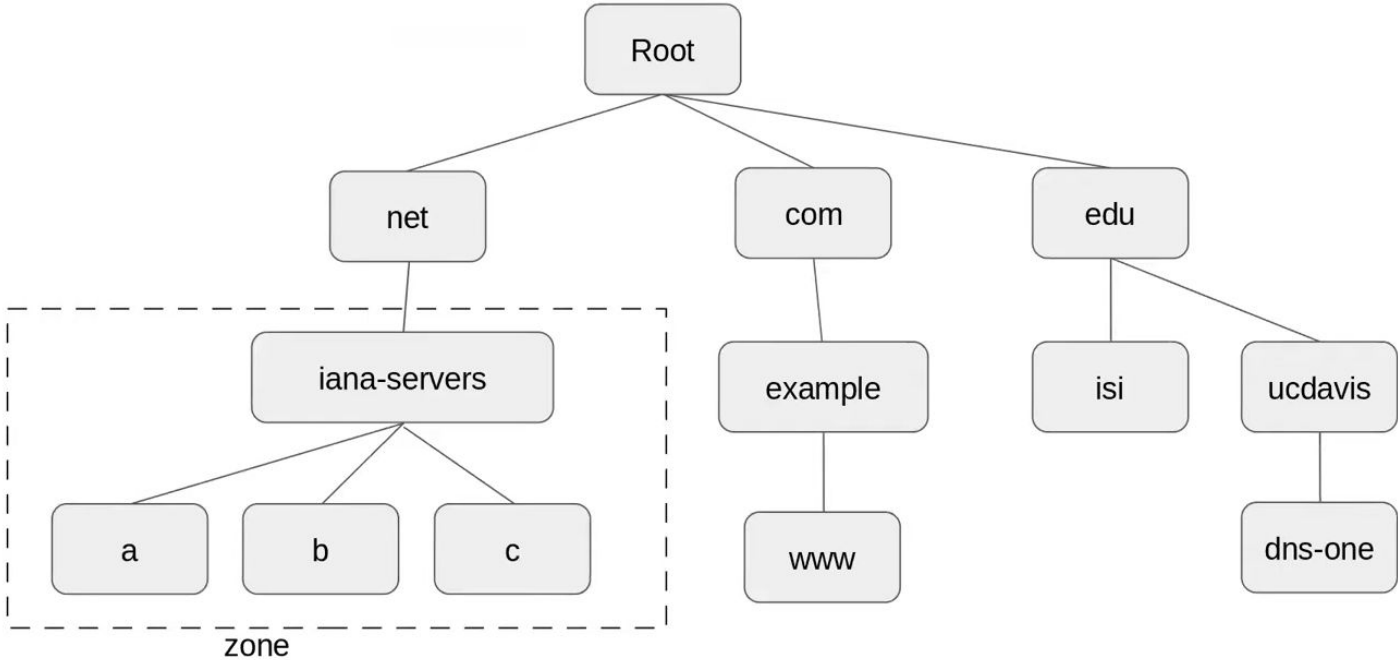 Root
net
com
edu
iana-servers
example
isi
ucdavis
a
b
c
www
dns-one
zone